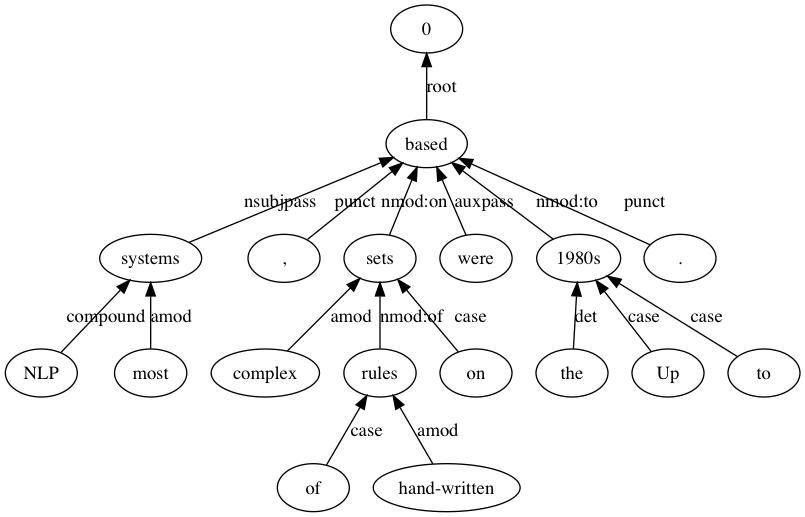 0
root
based
nsubjpass punct nmod:on auxpass nmod:to punct
systems , sets were 1980s .
compound amod amod nmod:of case det case case
NLP most complex rules on the Up to
case amod
of hand-written